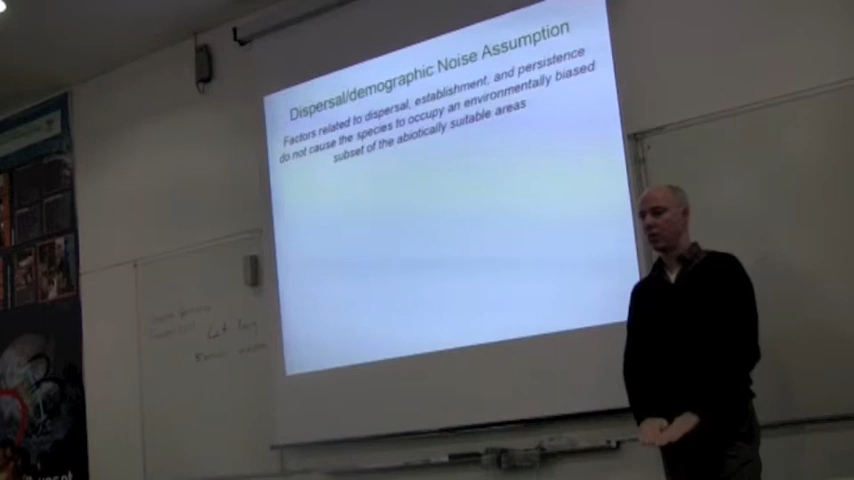 Dispersal/demographic Noise Assumption
Factors related to dispersal, establishment, and persistence
do not cause the species to occupy an environmentally biased
subset of the abiotically suitable areas